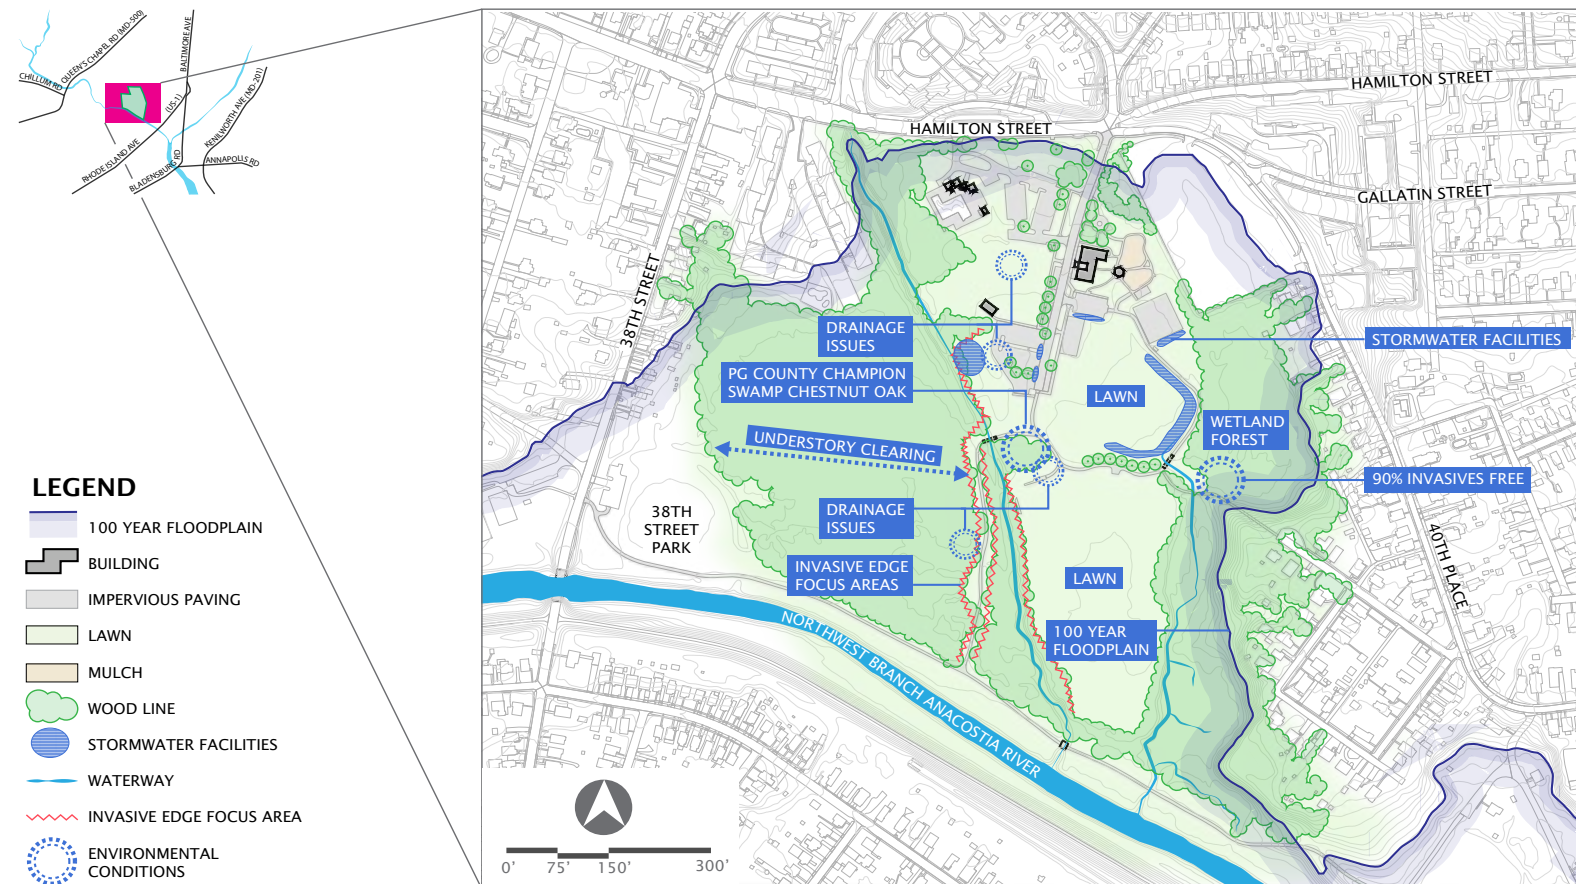 CHILLUM RD
QUEEN'S CHAPEL RD (MD-500)
BALTIMORE AVE
(US-1)
KENILWORTH AVE (MD-201)
RHODE ISLAND AVE
BLADENSBURG RD
ANNAPOLIS RD
LEGEND
100 YEAR FLOODPLAIN
BUILDING
IMPERVIOUS PAVING
LAWN
MULCH
WOOD LINE
STORMWATER FACILITIES
WATERWAY
INVASIVE EDGE FOCUS AREA
ENVIRONMENTAL
CONDITIONS
HAMILTON STREET
HAMILTON STREET
GALLATIN STREET
38TH STREET
DRAINAGE
ISSUES
STORMWATER FACILITIES
PG COUNTY CHAMPION
SWAMP CHESTNUT OAK
LAWN
WETLAND
FOREST
UNDERSTORY CLEARING
90% INVASIVES FREE
38TH
STREET
PARK
DRAINAGE
ISSUES
INVASIVE EDGE
FOCUS AREAS
LAWN
40TH PLACE
100 YEAR
FLOODPLAIN
NORTHWEST BRANCH ANACOSTIA RIVER
0' 75' 150' 300'